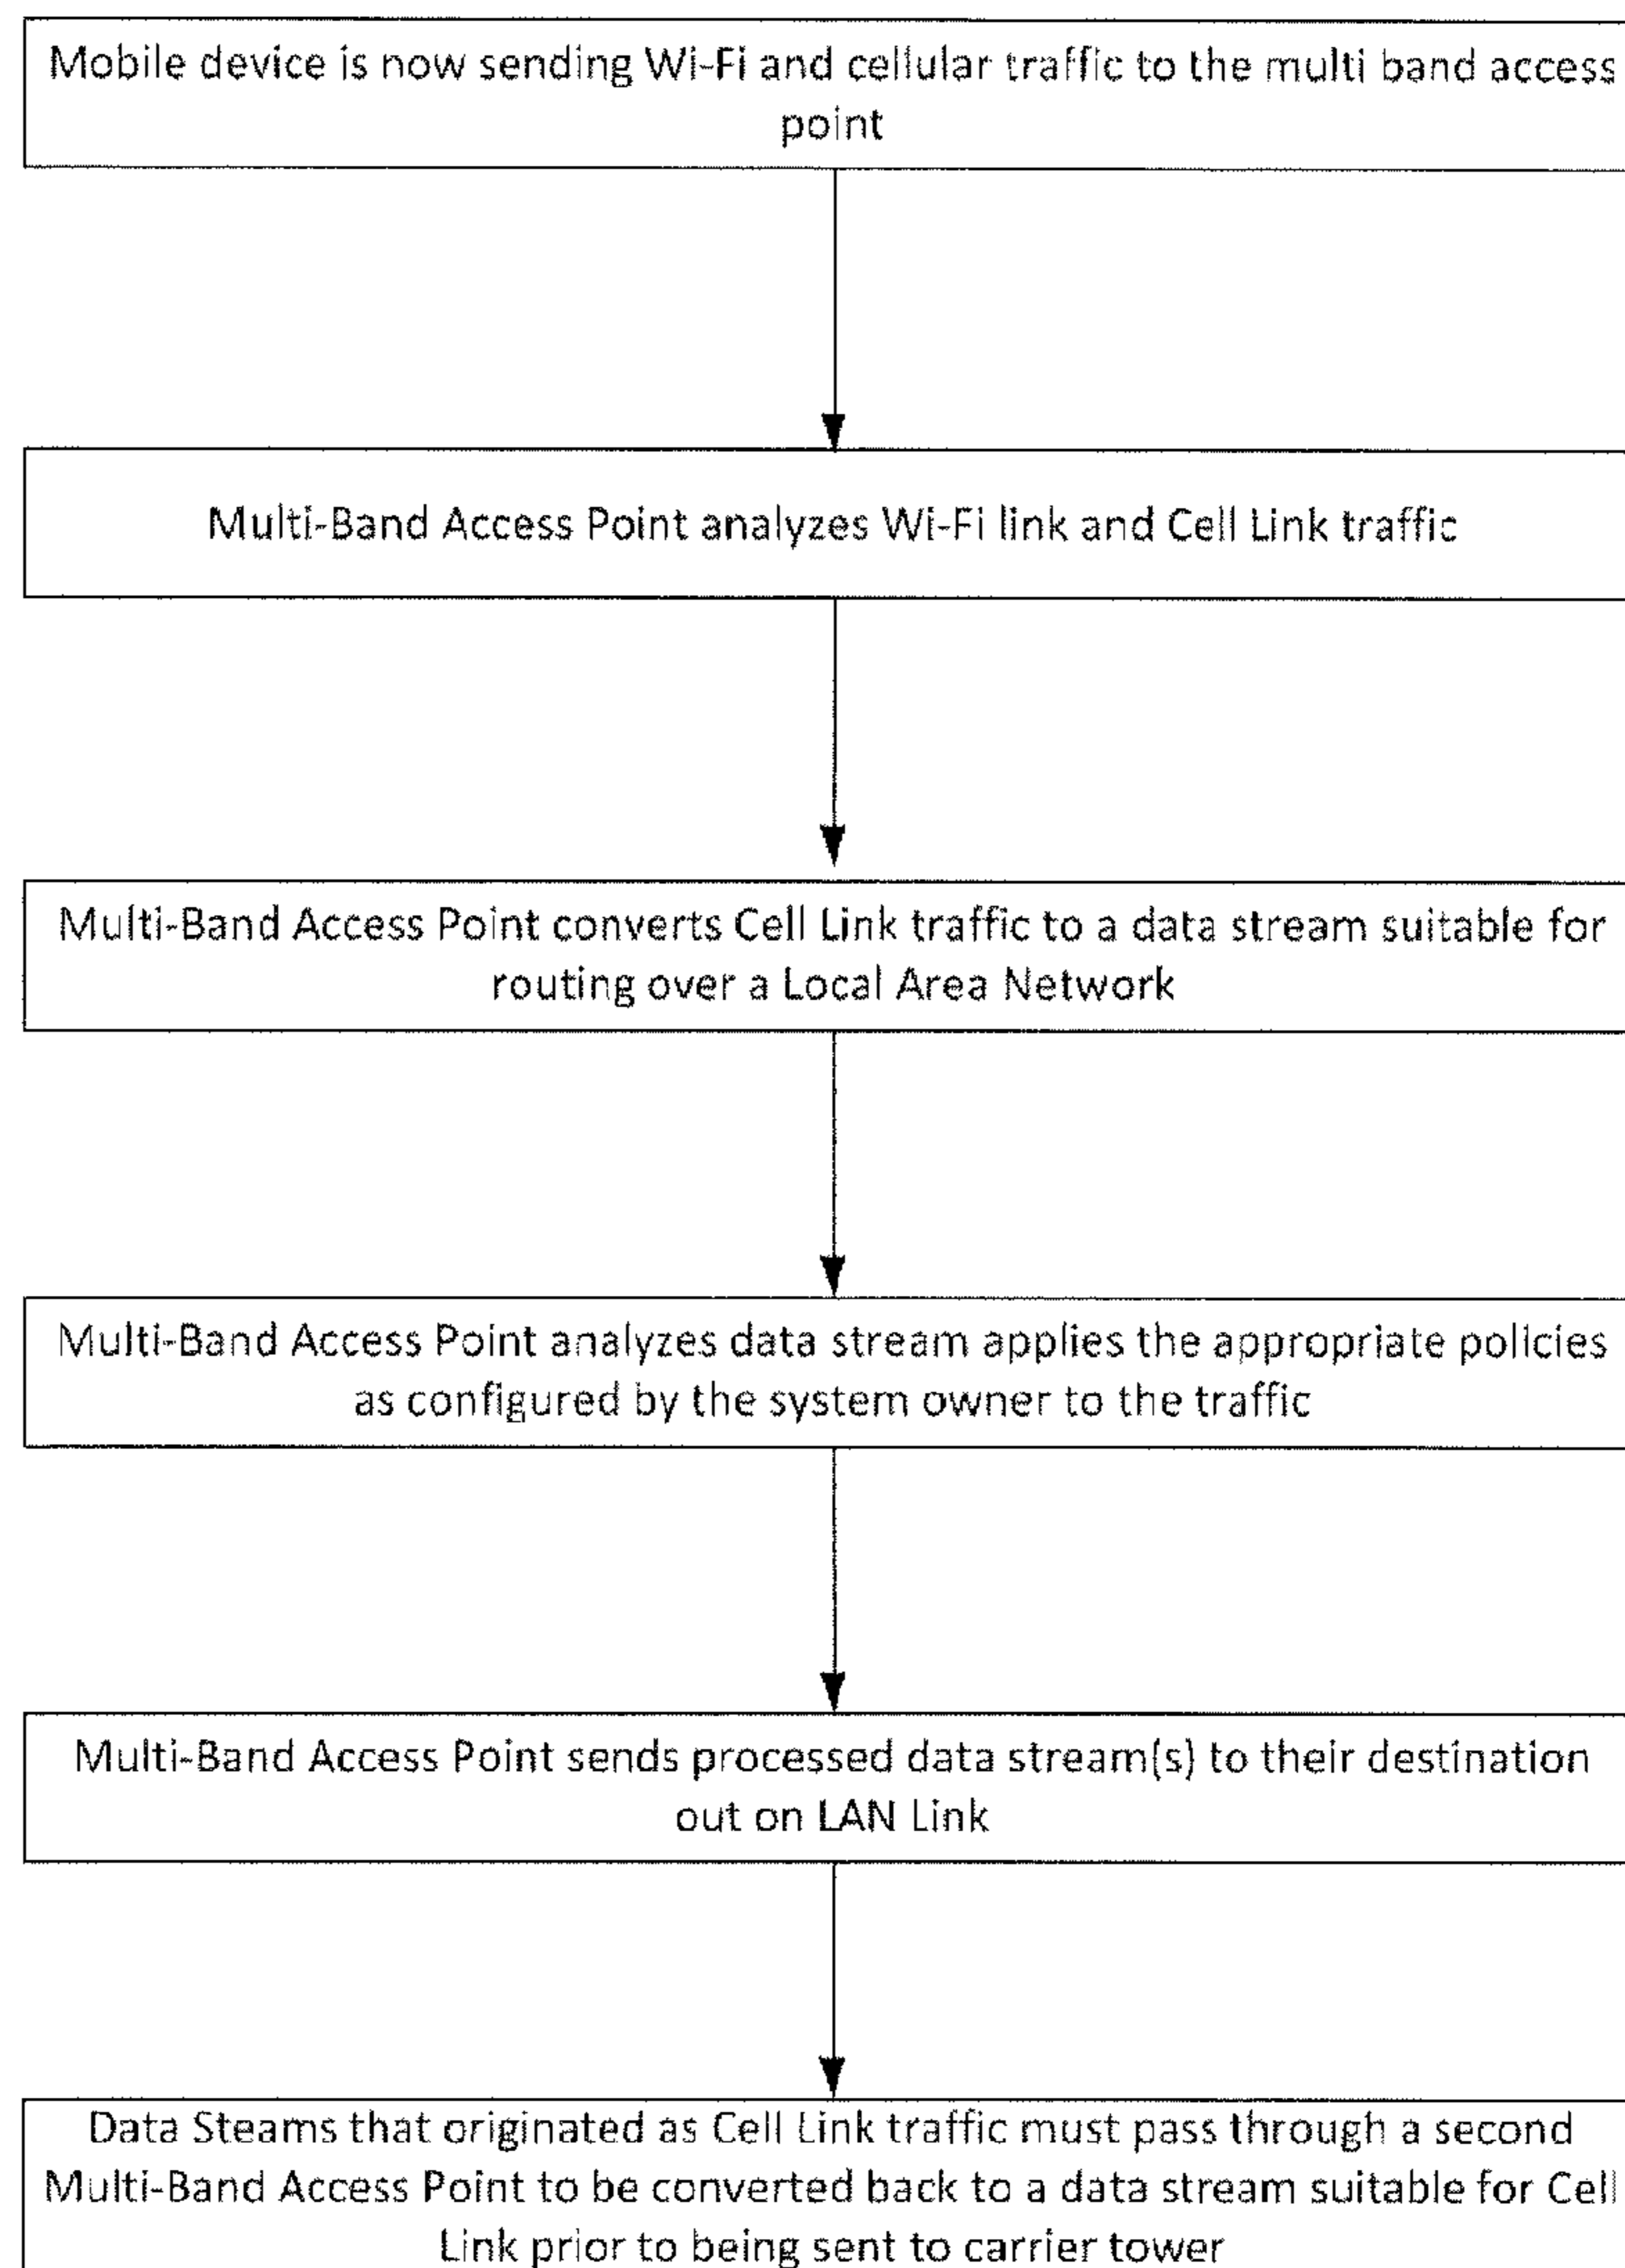 Mobile device is now sending Wi-Fi and cellular traffic to the multi band access
point
Multi-Band Access Point analyzes Wi-Fi link and Cell Link traffic
Multi-Band Access Point converts Cell Link traffic to a data stream suitable for
routing over a Local Area Network
Multi-Band Access Point analyzes data stream applies the appropriate policies
as configured by the system owner to the traffic
Multi-Band Access Point sends processed data stream(s) to their destination
out on LAN Link
Data Steams that originated as Cell Link traffic must pass through a second
Multi-Band Access Point to be converted back to a data stream suitable for Cell
Link prior to being sent to carrier tower